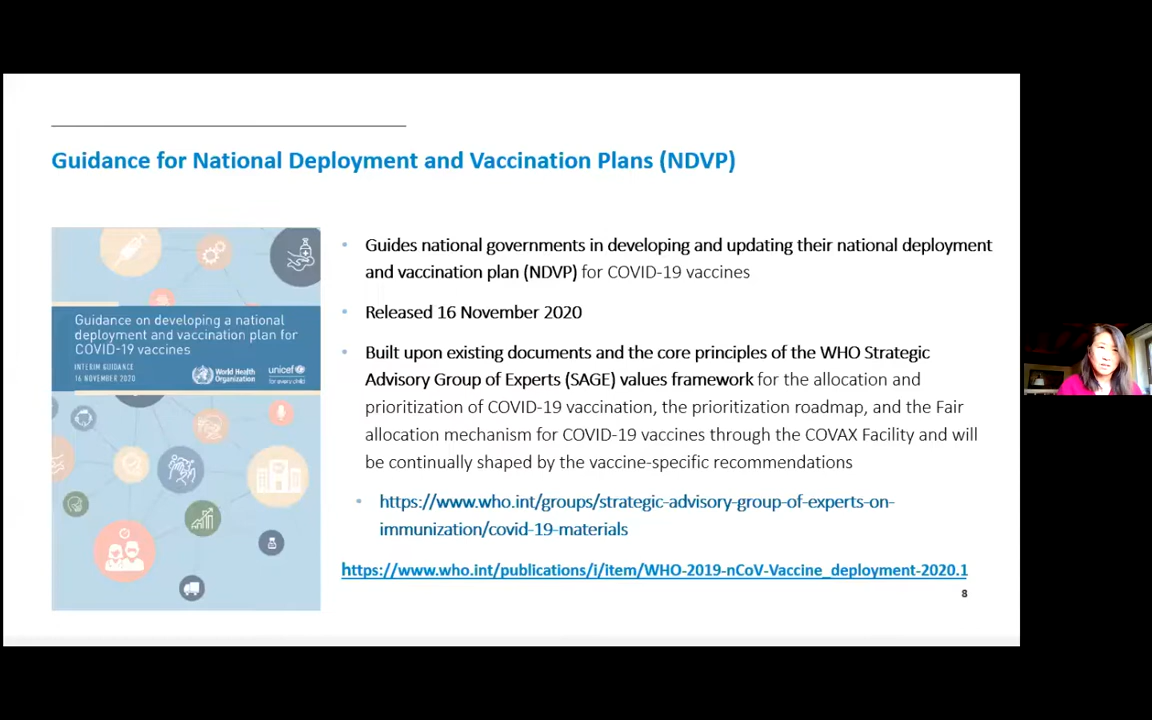 Guidance for National Deployment and Vaccination Plans (NDVP)
Guidance on developing a national
deployment and vaccination plan for
COVID-19 vaccines
INTERIM GUIDANCE
16 NOVEMBER 2020
World Health
Organization
unicef
for every child
• Guides national governments in developing and updating their national deployment
and vaccination plan (NDVP) for COVID-19 vaccines
• Released 16 November 2020
• Built upon existing documents and the core principles of the WHO Strategic
Advisory Group of Experts (SAGE) values framework for the allocation and
prioritization of COVID-19 vaccination, the prioritization roadmap, and the Fair
allocation mechanism for COVID-19 vaccines through the COVAX Facility and will
be continually shaped by the vaccine-specific recommendations
• https://www.who.int/groups/strategic-advisory-group-of-experts-on-
immunization/covid-19-materials
https://www.who.int/publications/i/item/WHO-2019-nCoV-Vaccine_deployment-2020.1
8